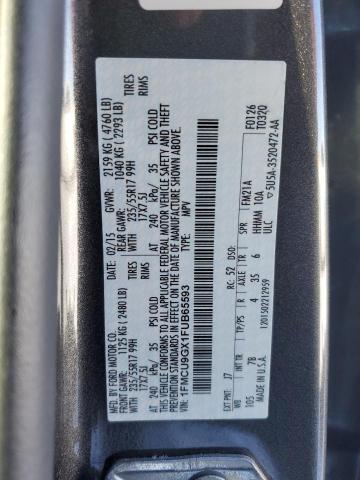 MFD. BY FORD MOTOR CO.
DATE: 02/15 GVWR: 2159 KG ( 4760 LB)
FRONT GAWR: 1125 KG ( 2480 LB) REAR GAWR: 1040 KG ( 2293 LB)
235/55R17 99H TIRES 235/55R17 99H TIRES
17X7.5J RIMS 17X7.5J RIMS
AT 240 kPa/ 35 PSI COLD AT 240 kPa/ 35 PSI COLD
THIS VEHICLE CONFORMS TO ALL APPLICABLE FEDERAL MOTOR VEHICLE SAFETY, BUMPER AND THEFT
PREVENTION STANDARDS IN EFFECT ON THE DATE OF MANUFACTURE SHOWN ABOVE.
VIN: 1FMCU9GX1FUB65593 TYPE: MPV
F0126
T0320
EXT PNT: J7 RC: 52 DSO: FM21A
WB INT TR TP/PS R AXLE TR SPR
105 7B 4 35 6 HHMM 10A
ULC
MADE IN U.S.A. 1201502212959 5U5A-3520472-AA